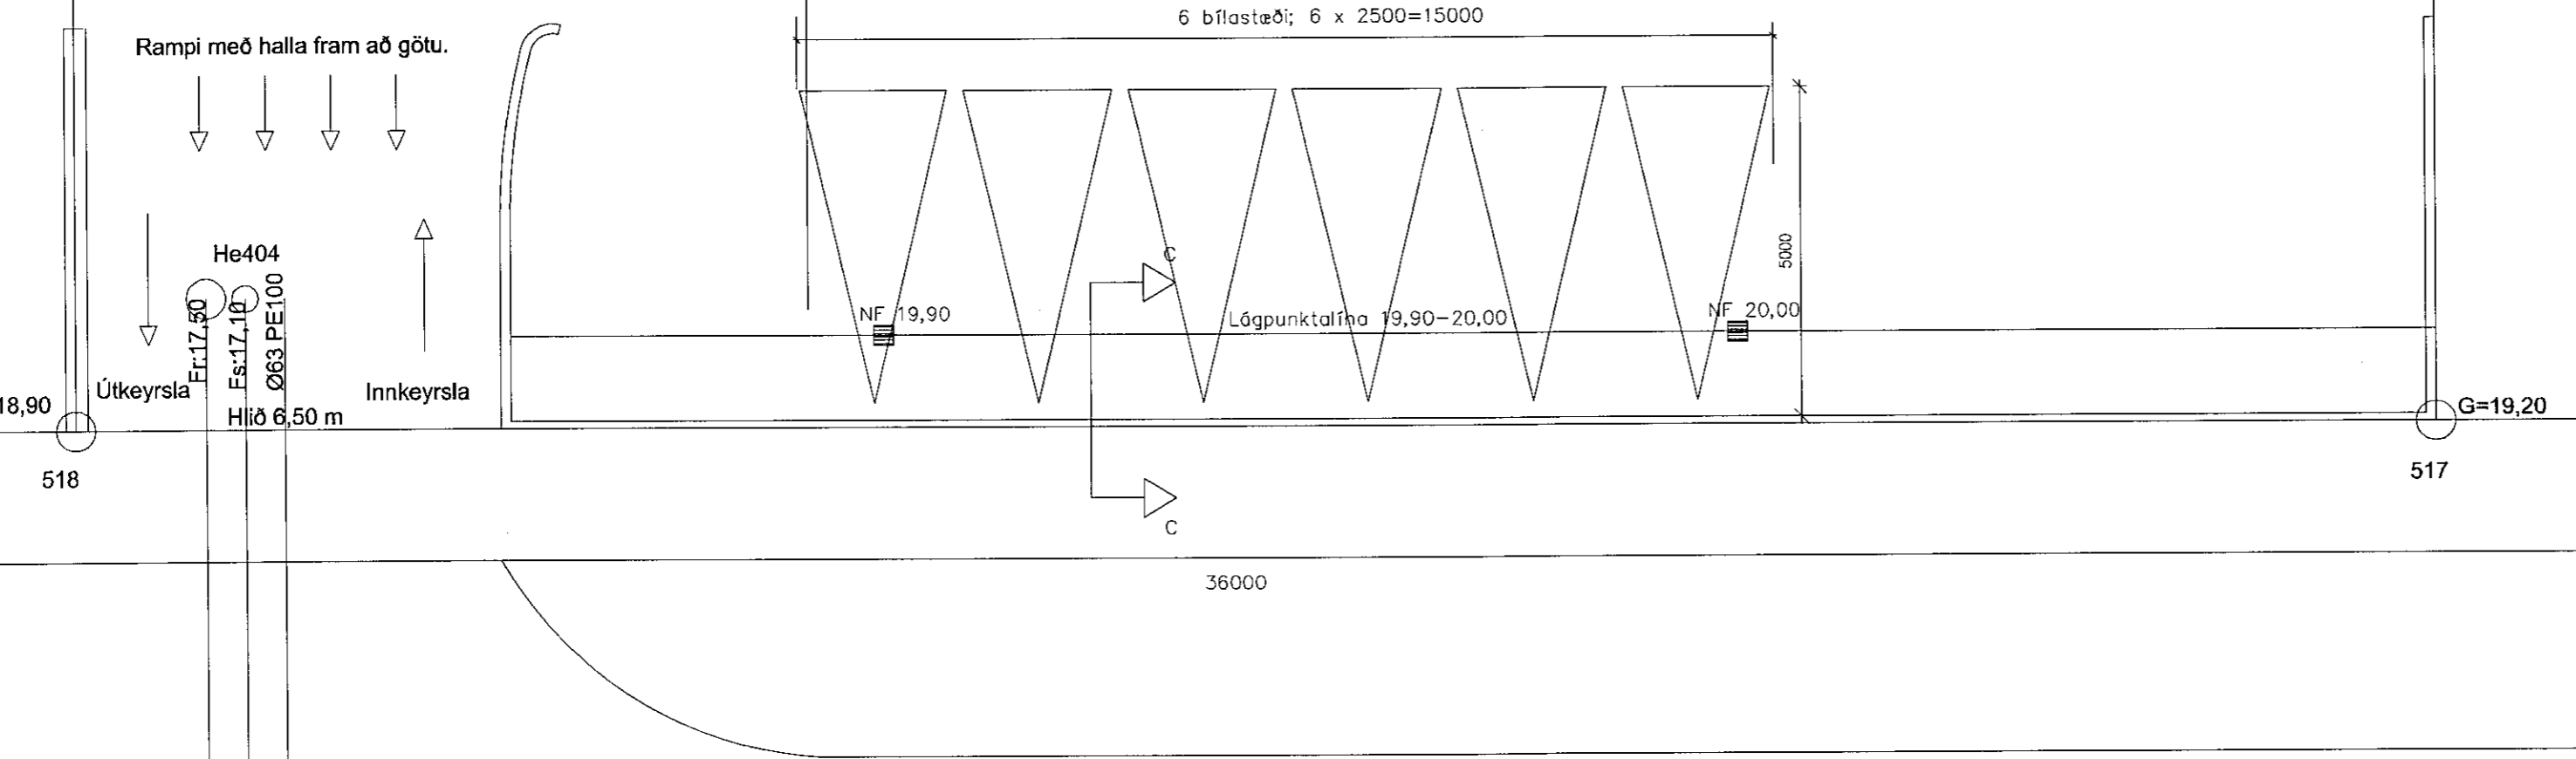 6 bílastæði; 6 x 2500=15000
Rampi með halla fram að götu.
He404
Fr:17,50
Fs:17,10
Ø63 PE100
C
5000
NF 19,90
Lágpunktalína 19,90-20,00
NF 20,00
Útkeyrsla
Innkeyrsla
18,90
Hlið 6,50 m
G=19,20
518
517
C
36000